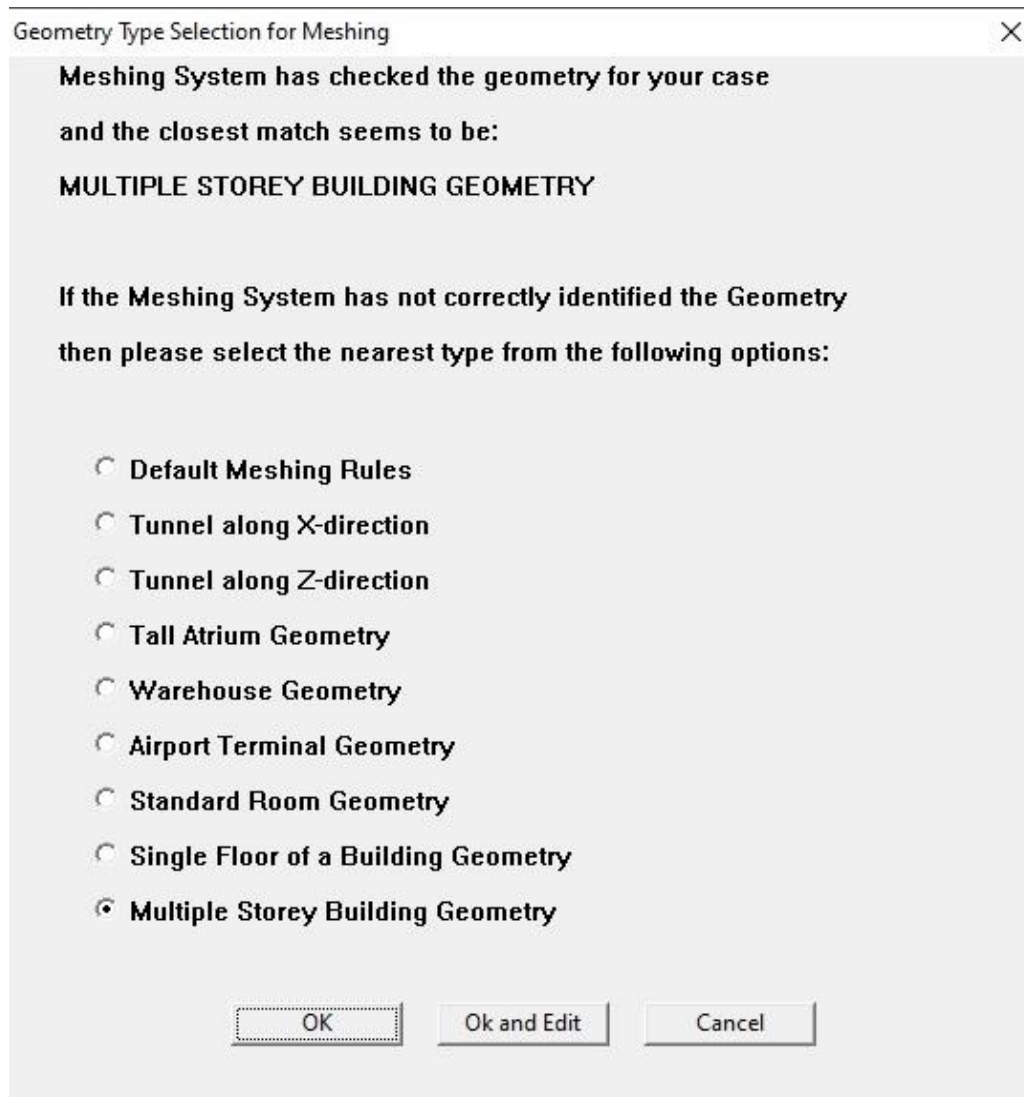 Geometry Type Selection for Meshing
Meshing System has checked the geometry for your case
and the closest match seems to be:
MULTIPLE STOREY BUILDING GEOMETRY
If the Meshing System has not correctly identified the Geometry
then please select the nearest type from the following options:
Default Meshing Rules
Tunnel along X-direction
Tunnel along Z-direction
Tall Atrium Geometry
Warehouse Geometry
Airport Terminal Geometry
Standard Room Geometry
Single Floor of a Building Geometry
Multiple Storey Building Geometry
OK Ok and Edit Cancel